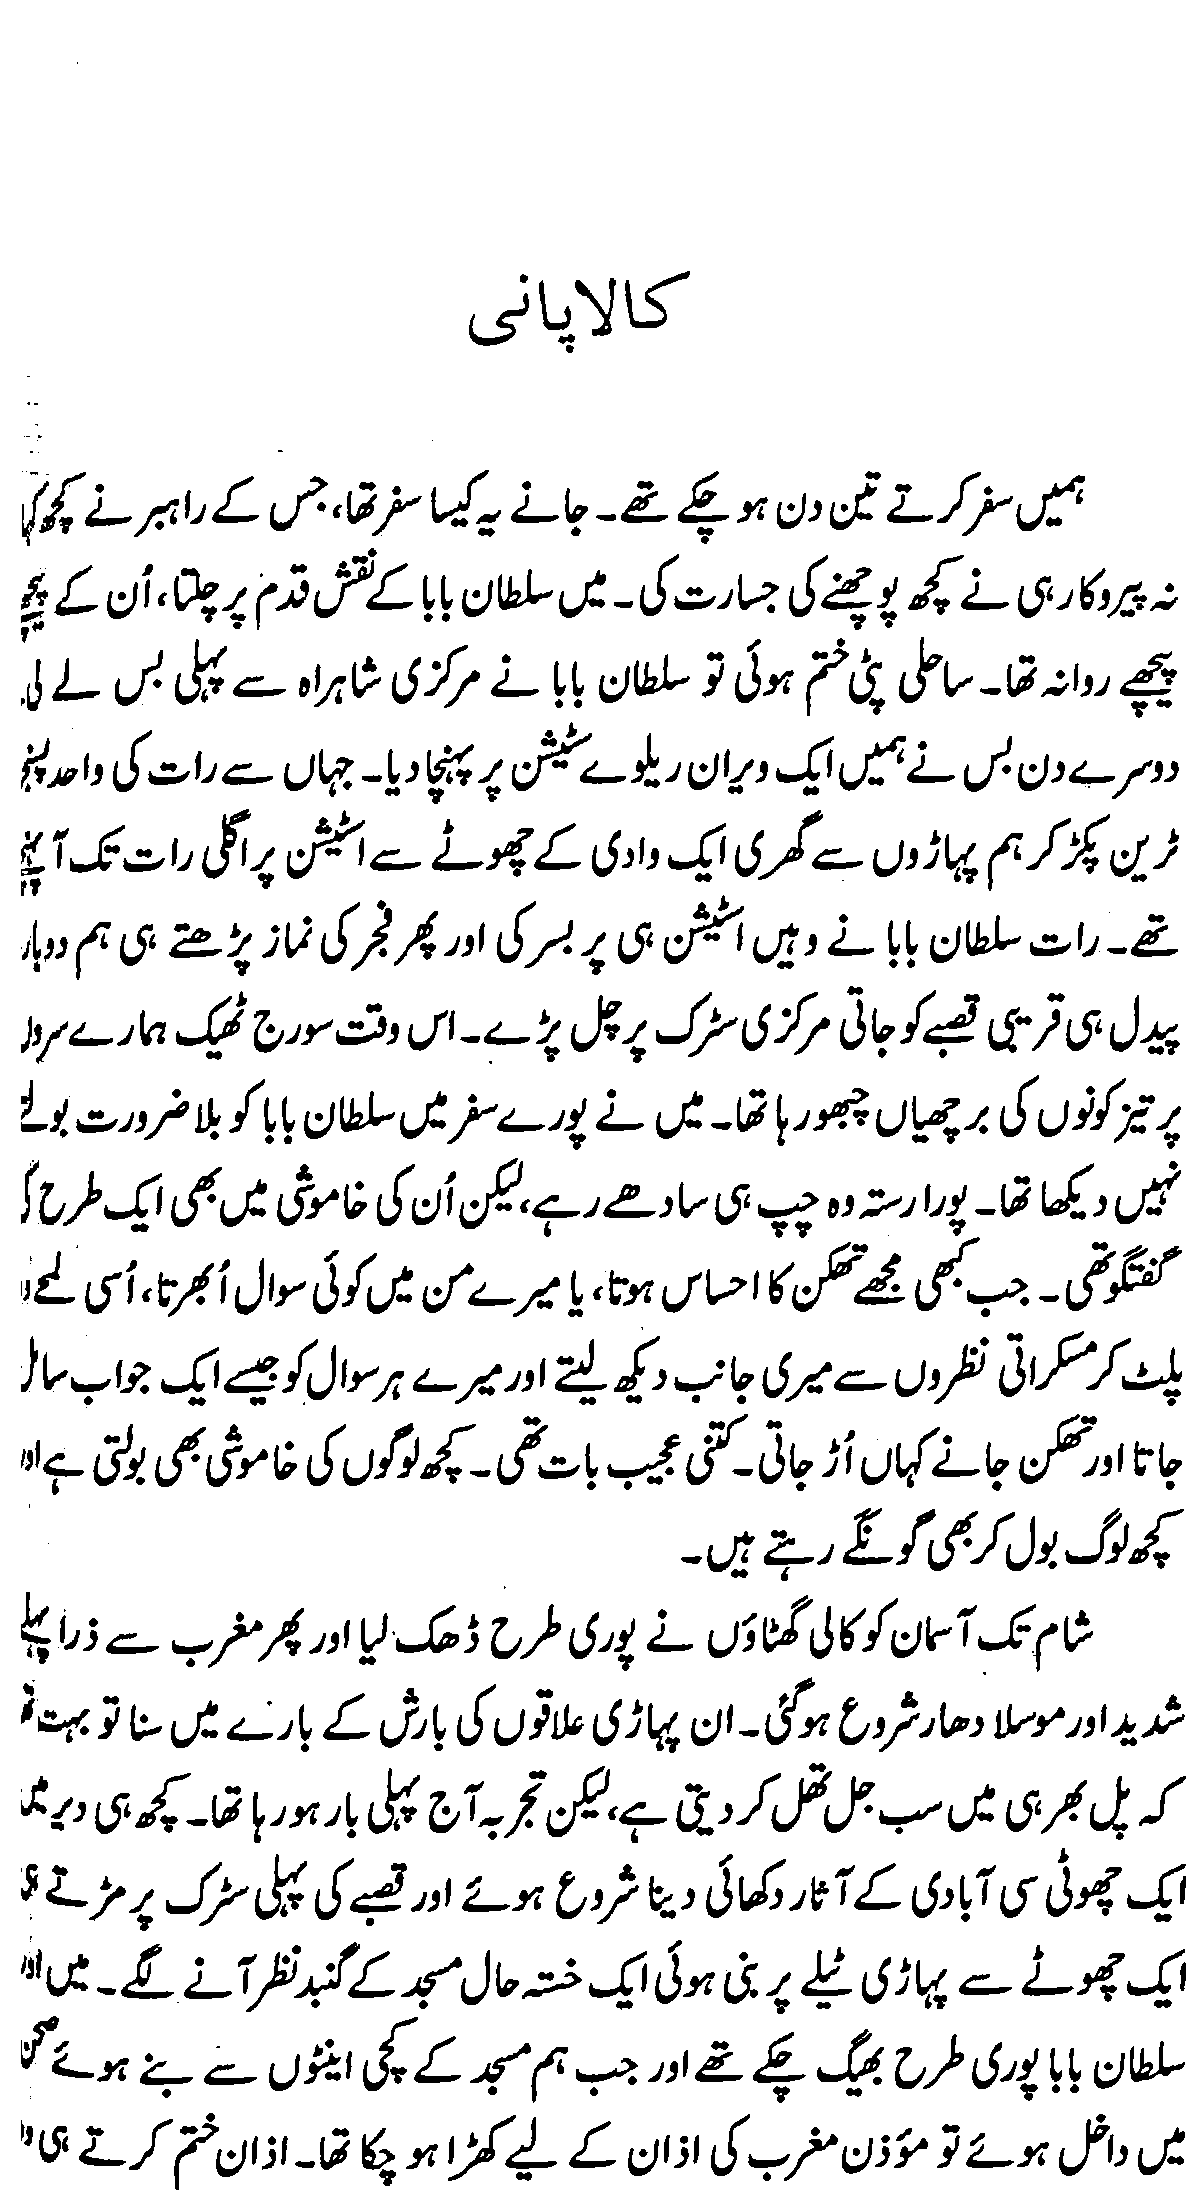 کالا پانی
ہمیں سفر کرتے تین دن ہو چکے تھے۔ جانے یہ کیسا سفر تھا، جس کے راہبر نے کچھ کہا
نہ پیروکار ہی نے کچھ پوچھنے کی جسارت کی۔ میں سلطان بابا کے نقش قدم پر چلتا، اُن کے پیچھے
پیچھے روانہ تھا۔ ساحلی پٹی ختم ہوئی تو سلطان بابا نے مرکزی شاہراہ سے پہلی بس لے لی۔
دوسرے دن بس نے ہمیں ایک ویران ریلوے سٹیشن پر پہنچا دیا۔ جہاں سے رات کی واحد
ٹرین پکڑ کر ہم پہاڑوں سے گھری ایک وادی کے چھوٹے سے اسٹیشن پر اگلی رات تک آ پہنچے
تھے۔ رات سلطان بابا نے وہیں اسٹیشن ہی پر بسر کی اور پھر فجر کی نماز پڑھتے ہی ہم
پیدل ہی قریبی قصبے کو جاتی مرکزی سڑک پر چل پڑے۔ اس وقت سورج ٹھیک ہمارے
پر تیز کونوں کی برچھیاں چبھو رہا تھا۔ میں نے پورے سفر میں سلطان بابا کو بلا ضرورت بولتے
نہیں دیکھا تھا۔ پورا رستہ وہ چپ ہی سادھے رہے، لیکن اُن کی خاموشی میں بھی ایک طرح
گفتگو تھی۔ جب کبھی مجھے تھکن کا احساس ہوتا، یا میرے من میں کوئی سوال اُبھرتا، اُسی لمحے
پلٹ کر مسکراتی نظروں سے میری جانب دیکھ لیتے اور میرے ہر سوال کو جیسے ایک جواب سا
جاتا اور تھکن جانے کہاں اُڑ جاتی۔ کتنی عجیب بات تھی۔ کچھ لوگوں کی خاموشی بھی بولتی ہے
کچھ لوگ بول کر بھی گونگے رہتے ہیں۔
شام تک آسمان کو کالی گھٹاؤں نے پوری طرح ڈھک لیا اور پھر مغرب سے ذرا پہلے
شدید اور موسلا دھار شروع ہوگئی۔ ان پہاڑی علاقوں کی بارش کے بارے میں سنا تو بہت
کہ پل بھر ہی میں سب جل تھل کر دیتی ہے، لیکن تجربہ آج پہلی بار ہو رہا تھا۔ کچھ ہی دیر میں
ایک چھوٹی سی آبادی کے آثار دکھائی دینا شروع ہوئے اور قصبے کی پہلی سڑک پر مڑتے
ایک چھوٹے سے پہاڑی ٹیلے پر بنی ہوئی ایک خستہ حال مسجد کے گنبد نظر آنے لگے۔ میں
سلطان بابا پوری طرح بھیگ چکے تھے اور جب ہم مسجد کے کچی اینٹوں سے بنے ہوئے صحن
میں داخل ہوئے تو مؤذن مغرب کی اذان کے لیے کھڑا ہو چکا تھا۔ اذان ختم کرتے ہی